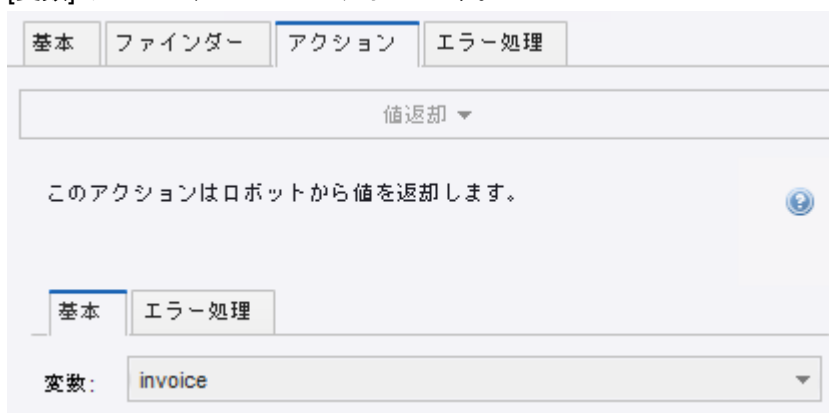 基本 ファインダー アクション エラー処理
値返却
このアクションはロボットから値を返却します。
基本 エラー処理
変数: invoice